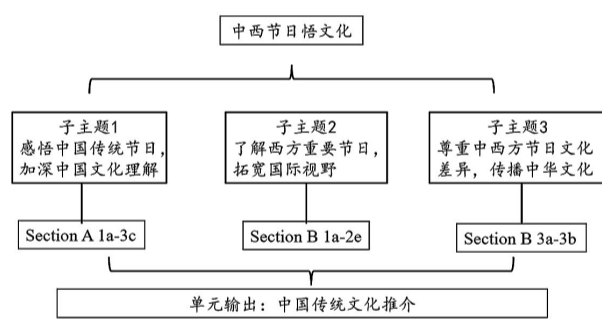 中西节日悟文化
子主题1
感悟中国传统节日，
加深中国文化理解
子主题2
了解西方重要节日，
拓宽国际视野
子主题3
尊重中西方节日文化
差异，传播中华文化
Section A 1a-3c
Section B 1a-2e
Section B 3a-3b
单元输出：中国传统文化推介